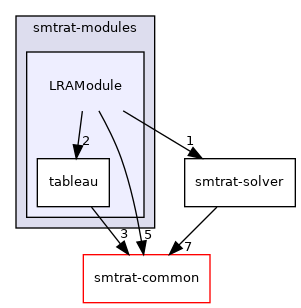 smtrat-modules
LRAModule
2
1
tableau
smtrat-solver
3
5
7
smtrat-common